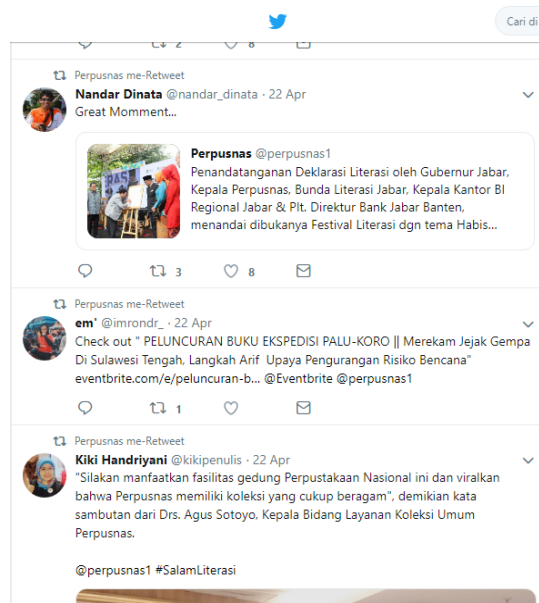 Cari di
2 8
Perpusnas me-Retweet
Nandar Dinata @nandar_dinata · 22 Apr
Great Momment...
Perpusnas @perpusnas1
Penandatanganan Deklarasi Literasi oleh Gubernur Jabar,
Kepala Perpusnas, Bunda Literasi Jabar, Kepala Kantor BI
Regional Jabar & Plt. Direktur Bank Jabar Banten,
menandai dibukanya Festival Literasi dgn tema Habis...
3 8
Perpusnas me-Retweet
em' @imrondr_ · 22 Apr
Check out " PELUNCURAN BUKU EKSPEDISI PALU-KORO || Merekam Jejak Gempa
Di Sulawesi Tengah, Langkah Arif Upaya Pengurangan Risiko Bencana"
eventbrite.com/e/peluncuran-b... @Eventbrite @perpusnas1
1
Perpusnas me-Retweet
Kiki Handriyani @kikipenulis · 22 Apr
"Silakan manfaatkan fasilitas gedung Perpustakaan Nasional ini dan viralkan
bahwa Perpusnas memiliki koleksi yang cukup beragam", demikian kata
sambutan dari Drs. Agus Sotoyo, Kepala Bidang Layanan Koleksi Umum
Perpusnas.
@perpusnas1 #SalamLiterasi